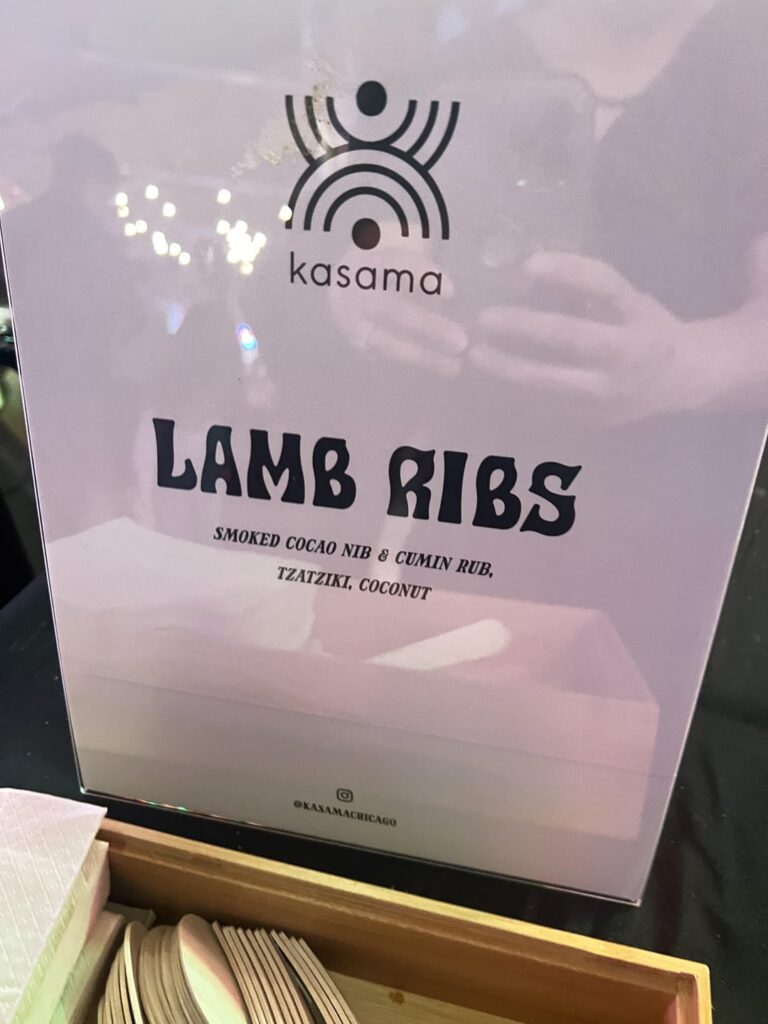 kasama
LAMB RIBS
SMOKED COCAO NIB & CUMIN RUB,
TZATZIKI, COCONUT
@KASAMACHICAGO